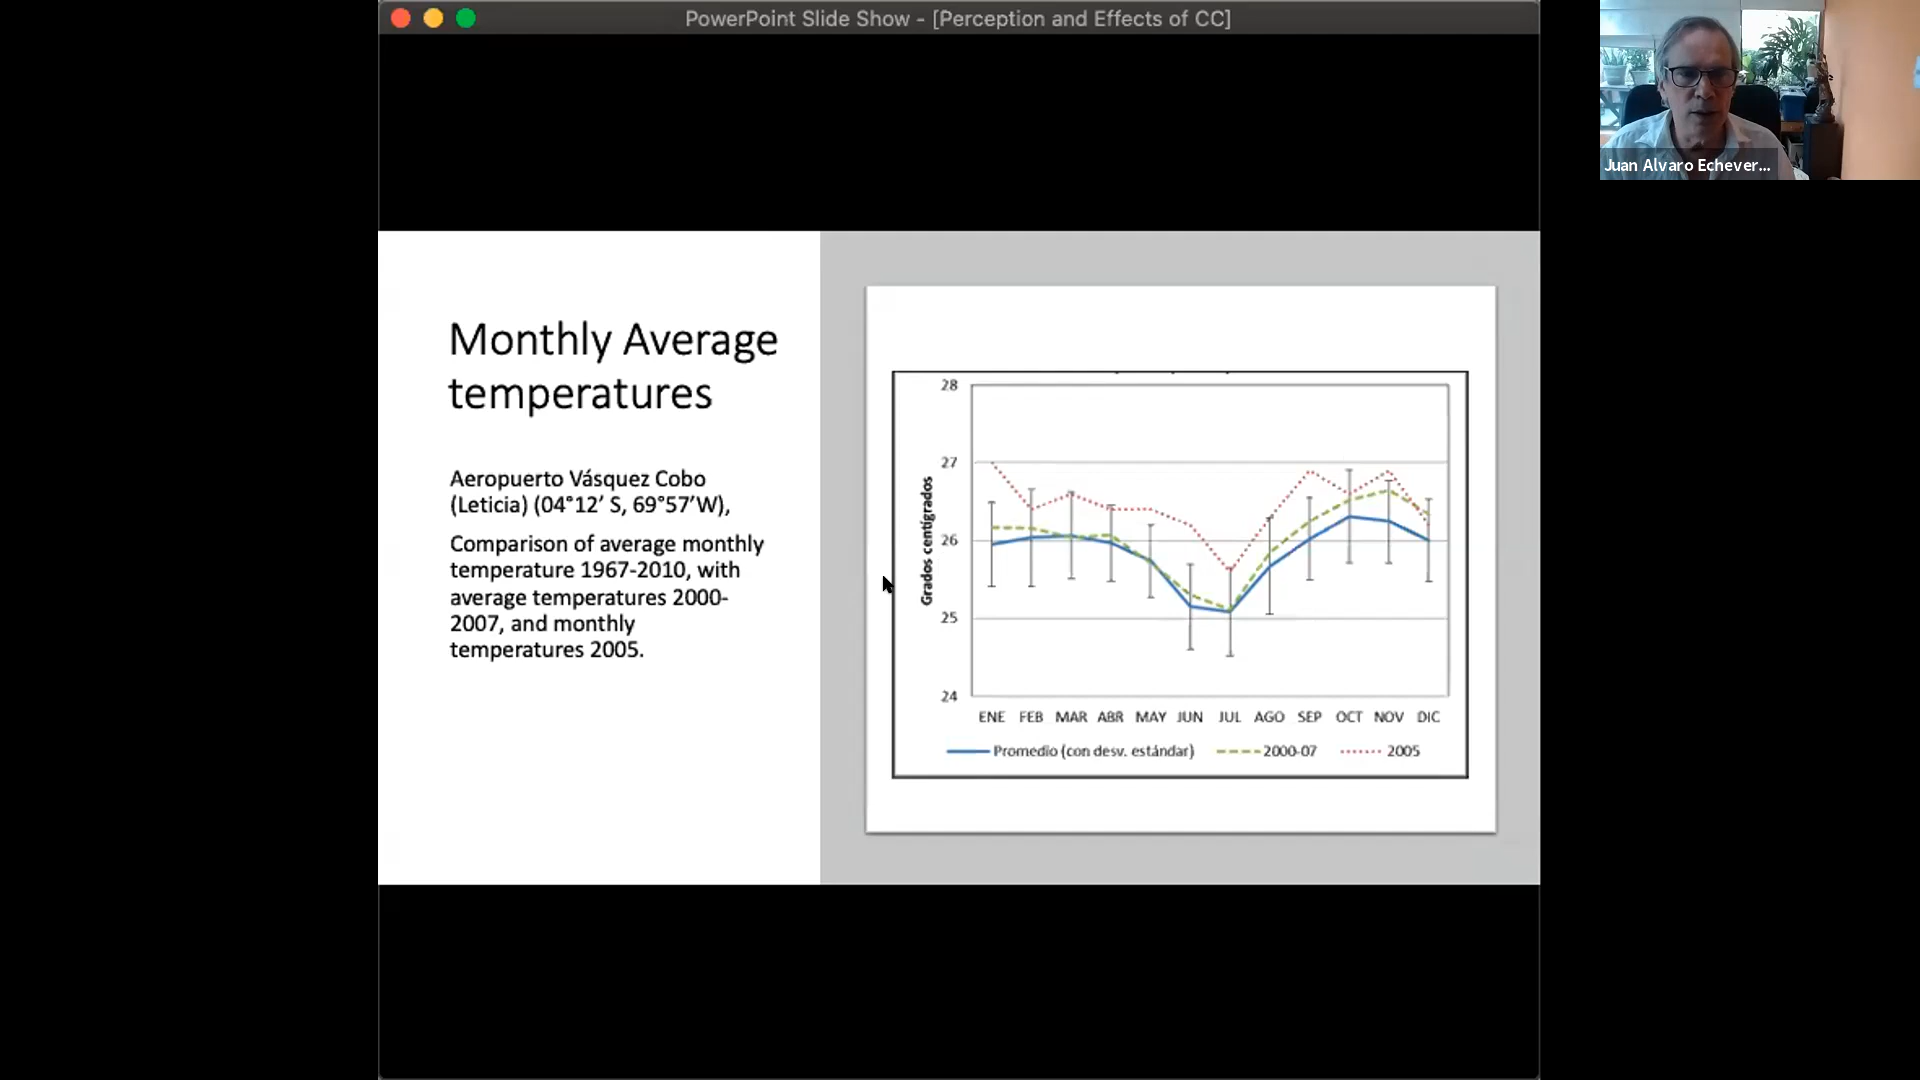 PowerPoint Slide Show - [Perception and Effects of CC]
Juan Alvaro Echever...
Monthly Average
temperatures
Aeropuerto Vásquez Cobo
(Leticia) (04°12’ S, 69°57’W),
Comparison of average monthly
temperature 1967-2010, with
average temperatures 2000-
2007, and monthly
temperatures 2005.
Grados centígrados
28
27
26
25
24
ENE FEB MAR ABR MAY JUN JUL AGO SEP OCT NOV DIC
Promedio (con desv. estándar) 2000-07 2005